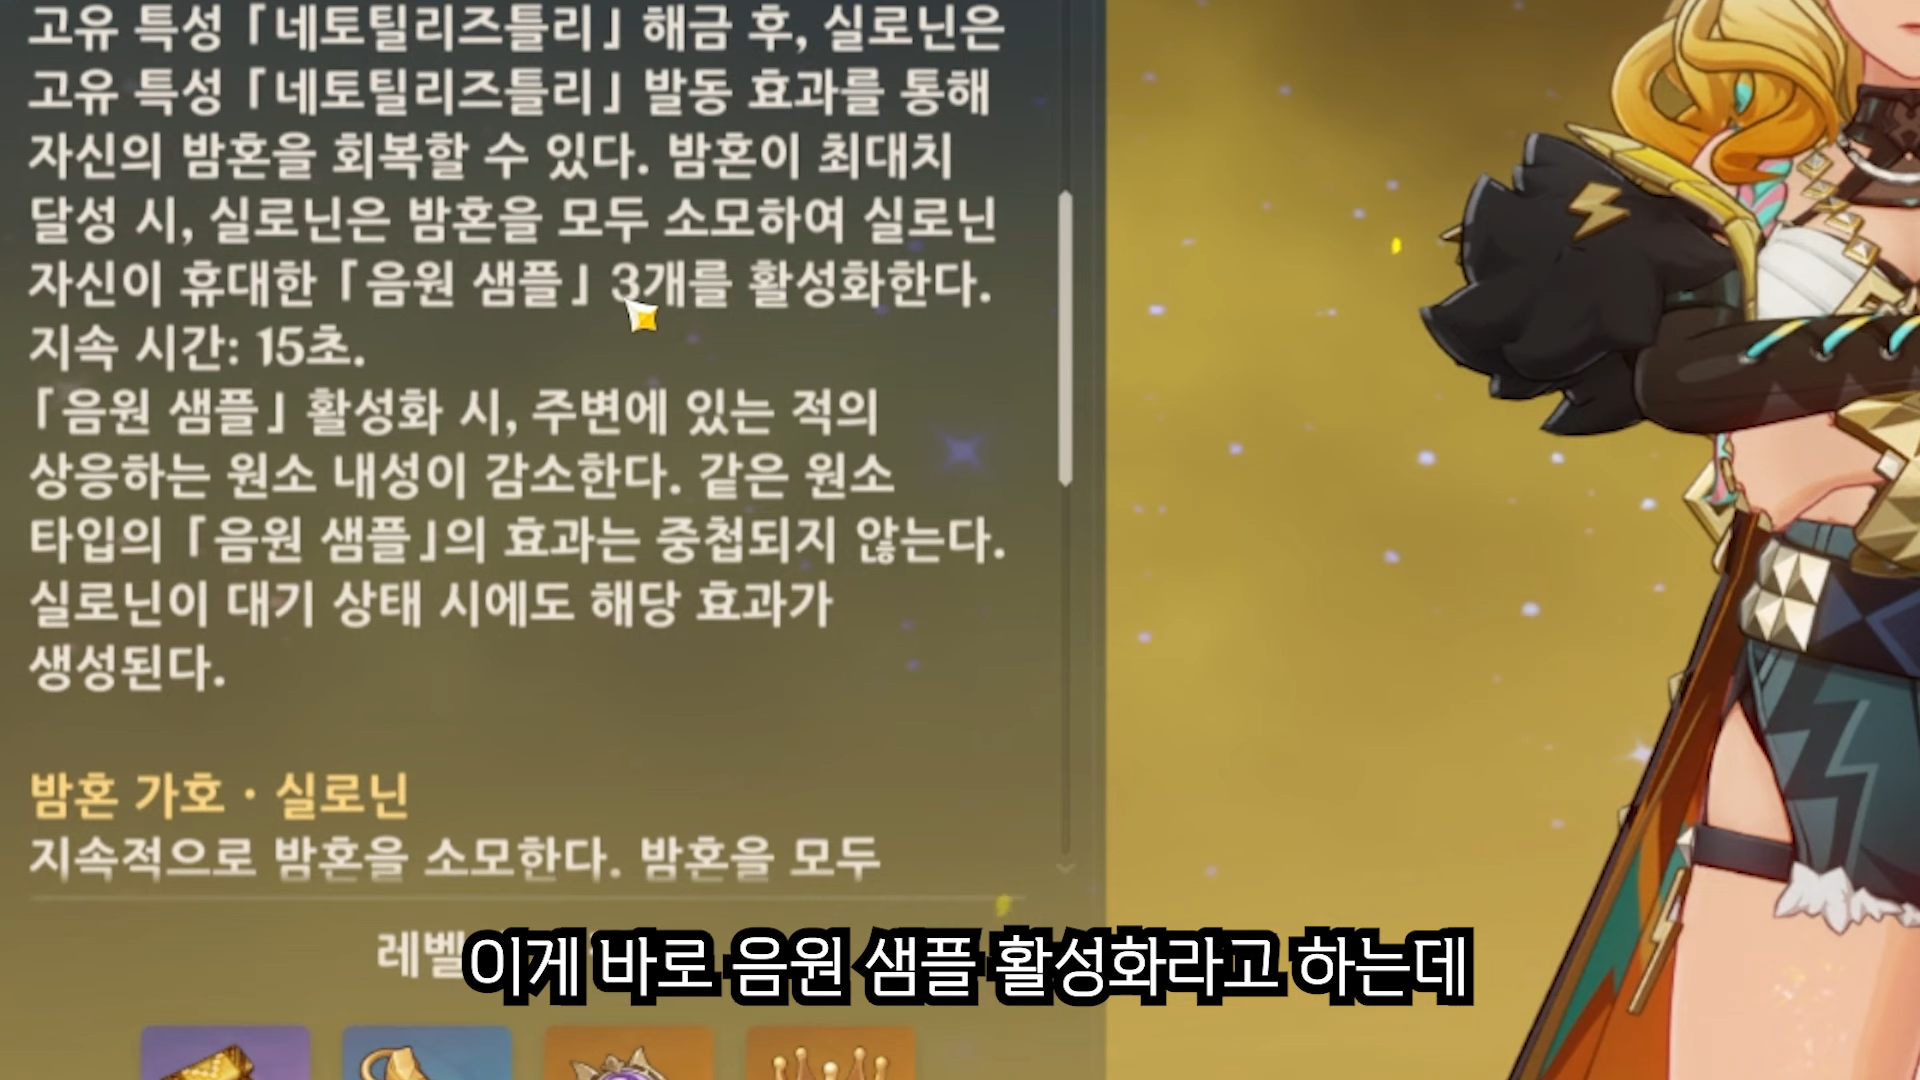 고유 특성 「네토틸리즈틀리」 해금 후, 실로닌은
고유 특성 「네토틸리즈틀리」 발동 효과를 통해
자신의 밤혼을 회복할 수 있다. 밤혼이 최대치
달성 시, 실로닌은 밤혼을 모두 소모하여 실로닌
자신이 휴대한 「음원 샘플」 3개를 활성화한다.
지속 시간: 15초.
「음원 샘플」 활성화 시, 주변에 있는 적의
상응하는 원소 내성이 감소한다. 같은 원소
타입의 「음원 샘플」의 효과는 중첩되지 않는다.
실로닌이 대기 상태 시에도 해당 효과가
생성된다.
밤혼 가호 · 실로닌
지속적으로 밤혼을 소모한다. 밤혼을 모두
레벨
이게 바로 음원 샘플 활성화라고 하는데